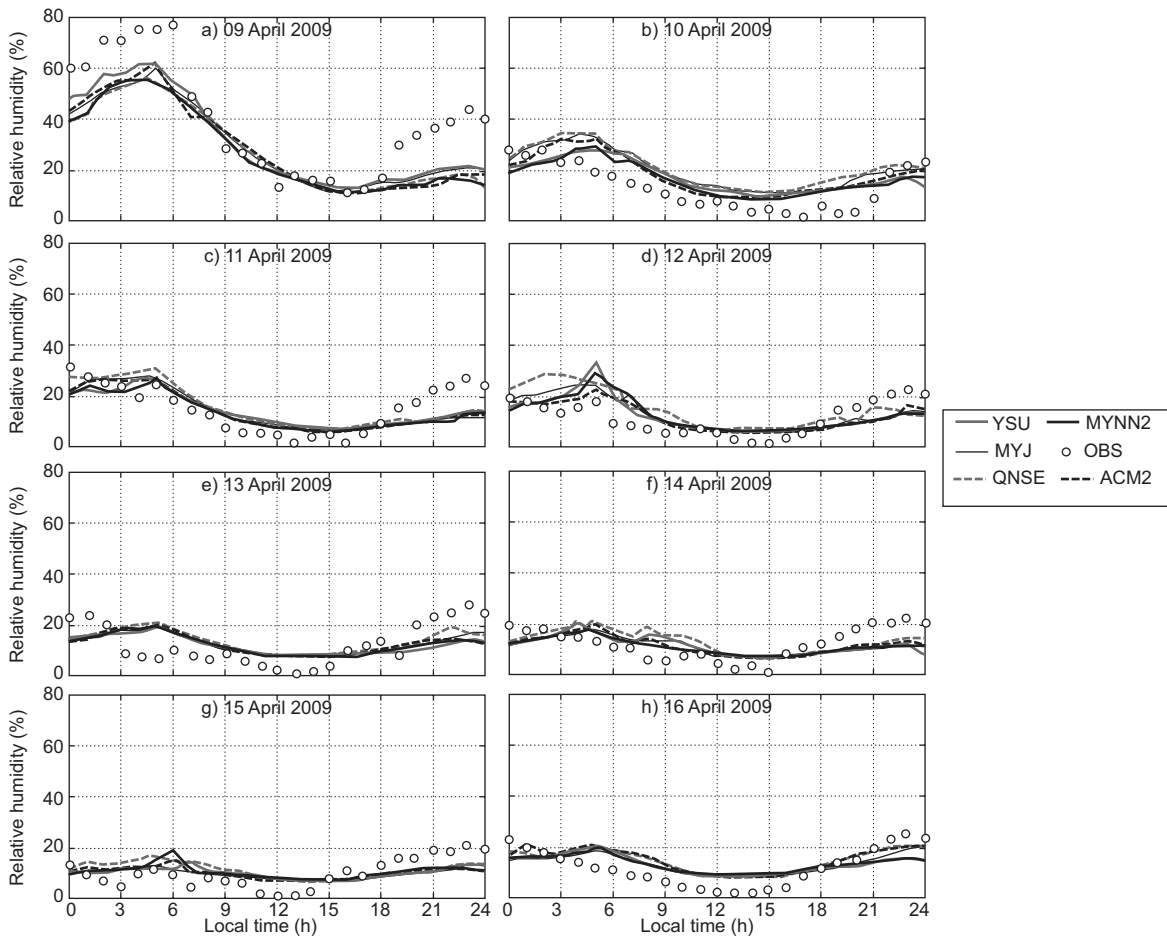 a) 09 April 2009
b) 10 April 2009
Relative humidity (%)
80
60
40
20
0
c) 11 April 2009
d) 12 April 2009
Relative humidity (%)
80
60
40
20
0
YSU
MYNN2
MYJ
OBS
QNSE
ACM2
e) 13 April 2009
f) 14 April 2009
Relative humidity (%)
80
60
40
20
0
g) 15 April 2009
h) 16 April 2009
Relative humidity (%)
80
60
40
20
0
0 3 6 9 12 15 18 21 24
0 3 6 9 12 15 18 21 24
Local time (h)
Local time (h)